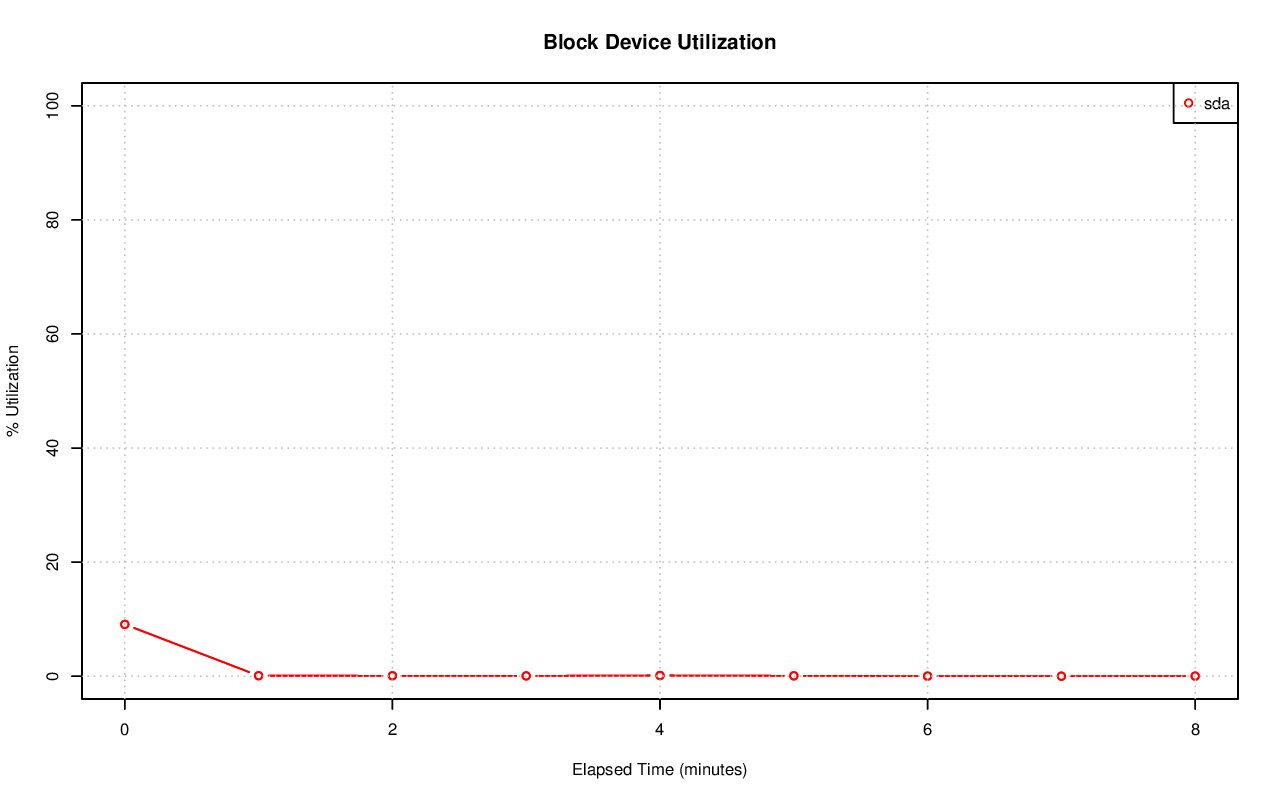 Block Device Utilization
sda
100
80
60
40
20
0
% Utilization
0 2 4 6 8
Elapsed Time (minutes)